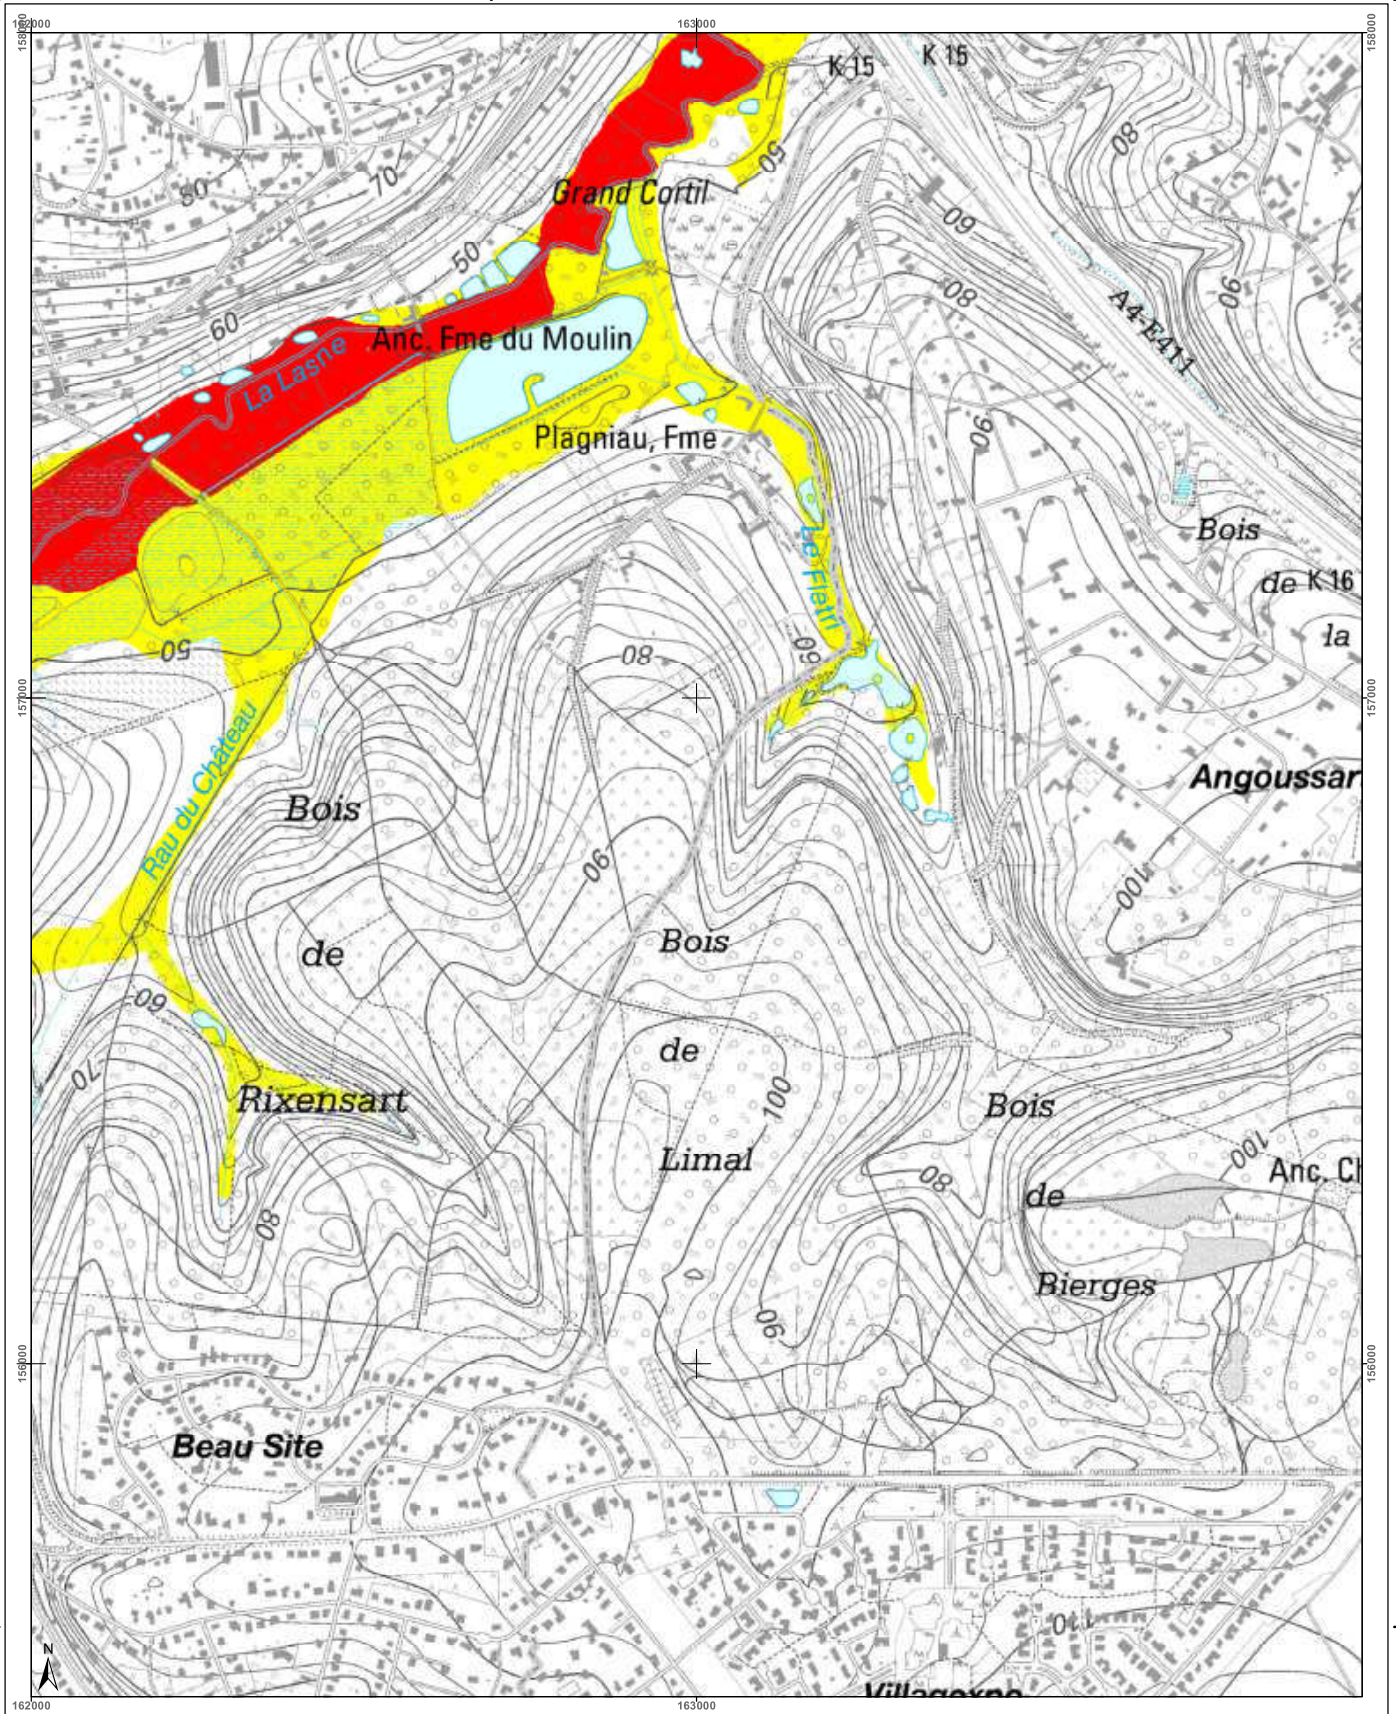 162000
163000
158000
158000
K 15
K 15
80
50
70
80
Grand Cortil
60
50
80
90
60
A4-E411
La Lasne
Anc. Fme du Moulin
Plagniau, Fme
90
Bois
de K 16
la
Le Flétri
50
80
60
157000
157000
Rau du Château
Angoussar
Bois
90
100
de
Bois
60
de
70
100
Rixensart
Bois
100
Limal
80
Anc. Ch
de
80
Bierges
90
156000
156000
Beau Site
110
N
Villagexpo
162000
163000